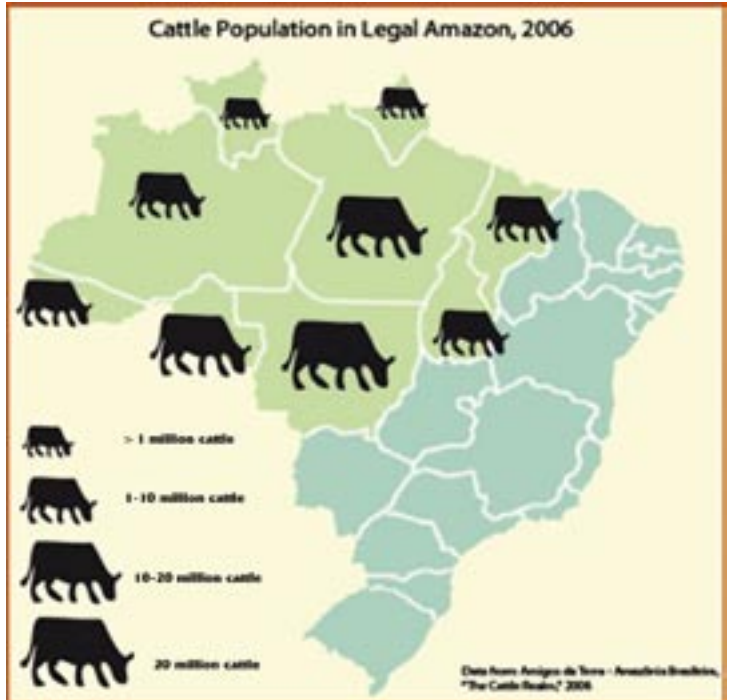 Cattle Population in Legal Amazon, 2006
> 1 million cattle
1-10 million cattle
10-20 million cattle
20 million cattle
Data from: Amigos da Terra - Amazônia Brasileira,
"The Cattle Realm," 2008